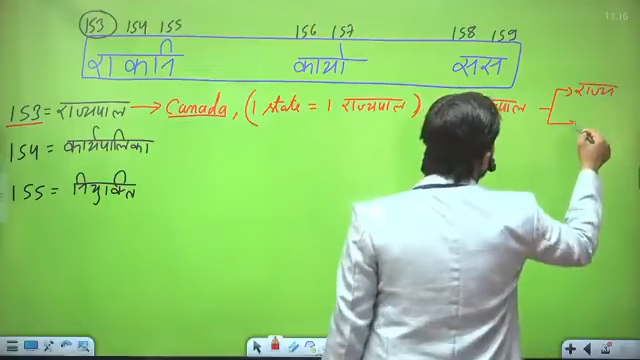 153 154 155 156 157 158 159
रा का नि कायो सस
153 = राज्यपाल → Canada, (1 state = 1 राज्यपाल) राज्य
154 = कार्यपालिका
155 = नियुक्ति
11:16